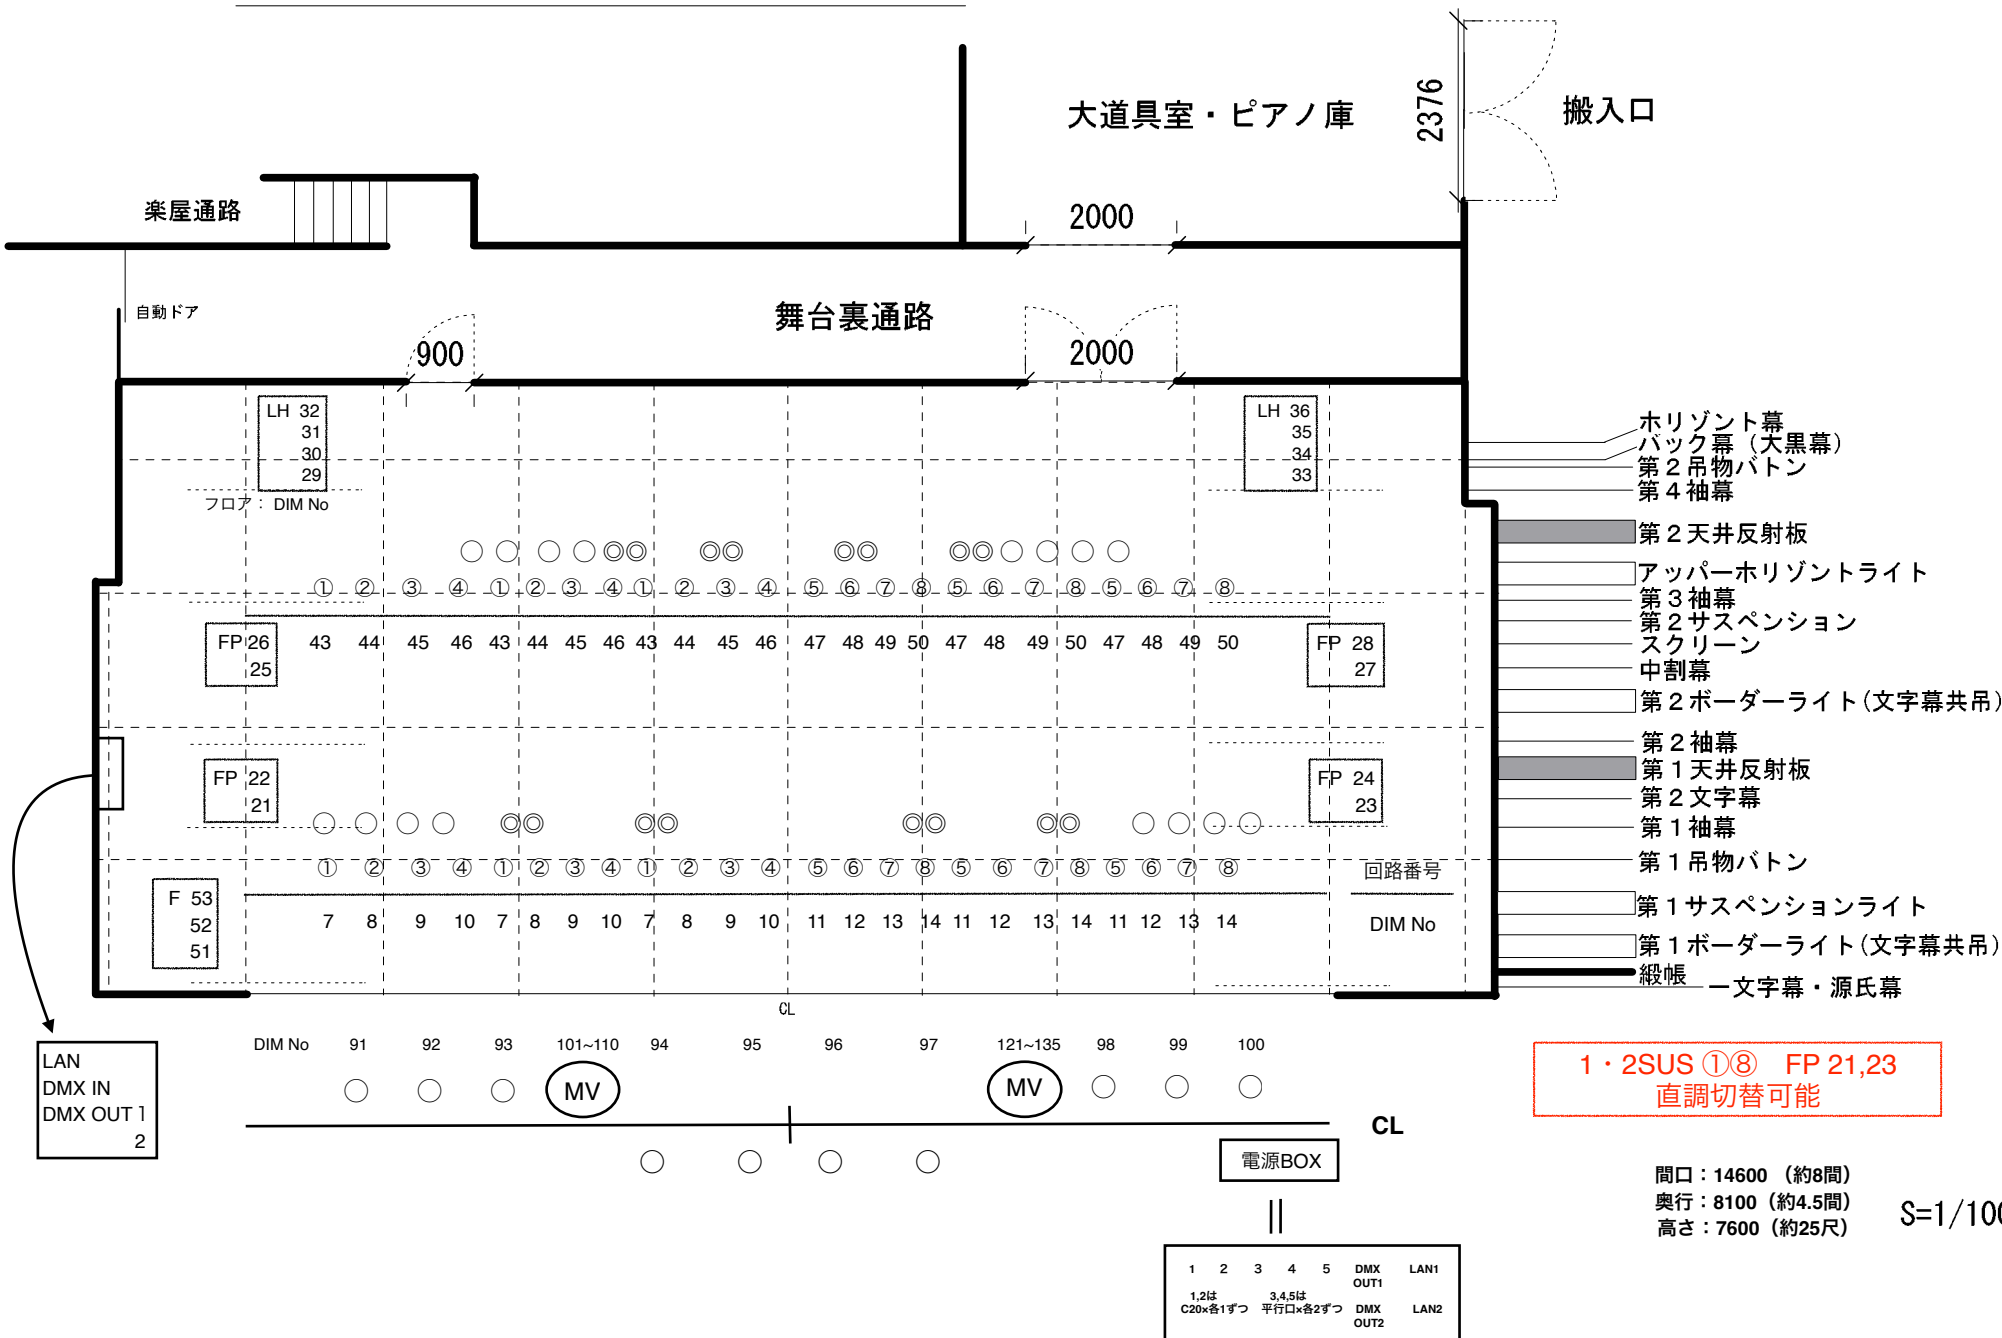 大道具室・ピアノ庫
2376
搬入口
楽屋通路
2000
自動ドア
舞台裏通路
900
2000
LH 32
31
30
29
LH 36
35
34
33
フロア： DIM No
ホリゾント幕
バック幕（大黒幕）
第２吊物バトン
第４袖幕
第２天井反射板
アッパーホリゾントライト
第３袖幕
第２サスペンション
スクリーン
中割幕
第２ボーダーライト(文字幕共吊)
第２袖幕
第１天井反射板
第２文字幕
第１袖幕
第１吊物バトン
第１サスペンションライト
第１ボーダーライト(文字幕共吊)
緞帳
一文字幕・源氏幕
① ② ③ ④ ① ② ③ ④ ① ② ③ ④ ⑤ ⑥ ⑦ ⑧ ⑤ ⑥ ⑦ ⑧ ⑤ ⑥ ⑦ ⑧
43 44 45 46 43 44 45 46 43 44 45 46 47 48 49 50 47 48 49 50 47 48 49 50
FP 26
25
FP 28
27
FP 22
21
FP 24
23
① ② ③ ④ ① ② ③ ④ ① ② ③ ④ ⑤ ⑥ ⑦ ⑧ ⑤ ⑥ ⑦ ⑧ ⑤ ⑥ ⑦ ⑧
回路番号
7 8 9 10 7 8 9 10 7 8 9 10 11 12 13 14 11 12 13 14 11 12 13 14
DIM No
F 53
52
51
CL
DIM No 91 92 93 101~110 94 95 96 97 121~135 98 99 100
MV
MV
CL
LAN
DMX IN
DMX OUT 1
2
1・2SUS ①⑧ FP 21,23
直調切替可能
電源BOX
間口：14600 （約8間）
奥行：8100（約4.5間）
高さ：7600（約25尺）
1 2 3 4 5 DMX OUT1 LAN1
1,2は
C20×各1ずつ
3,4,5は
平行口×各2ずつ
DMX OUT2 LAN2